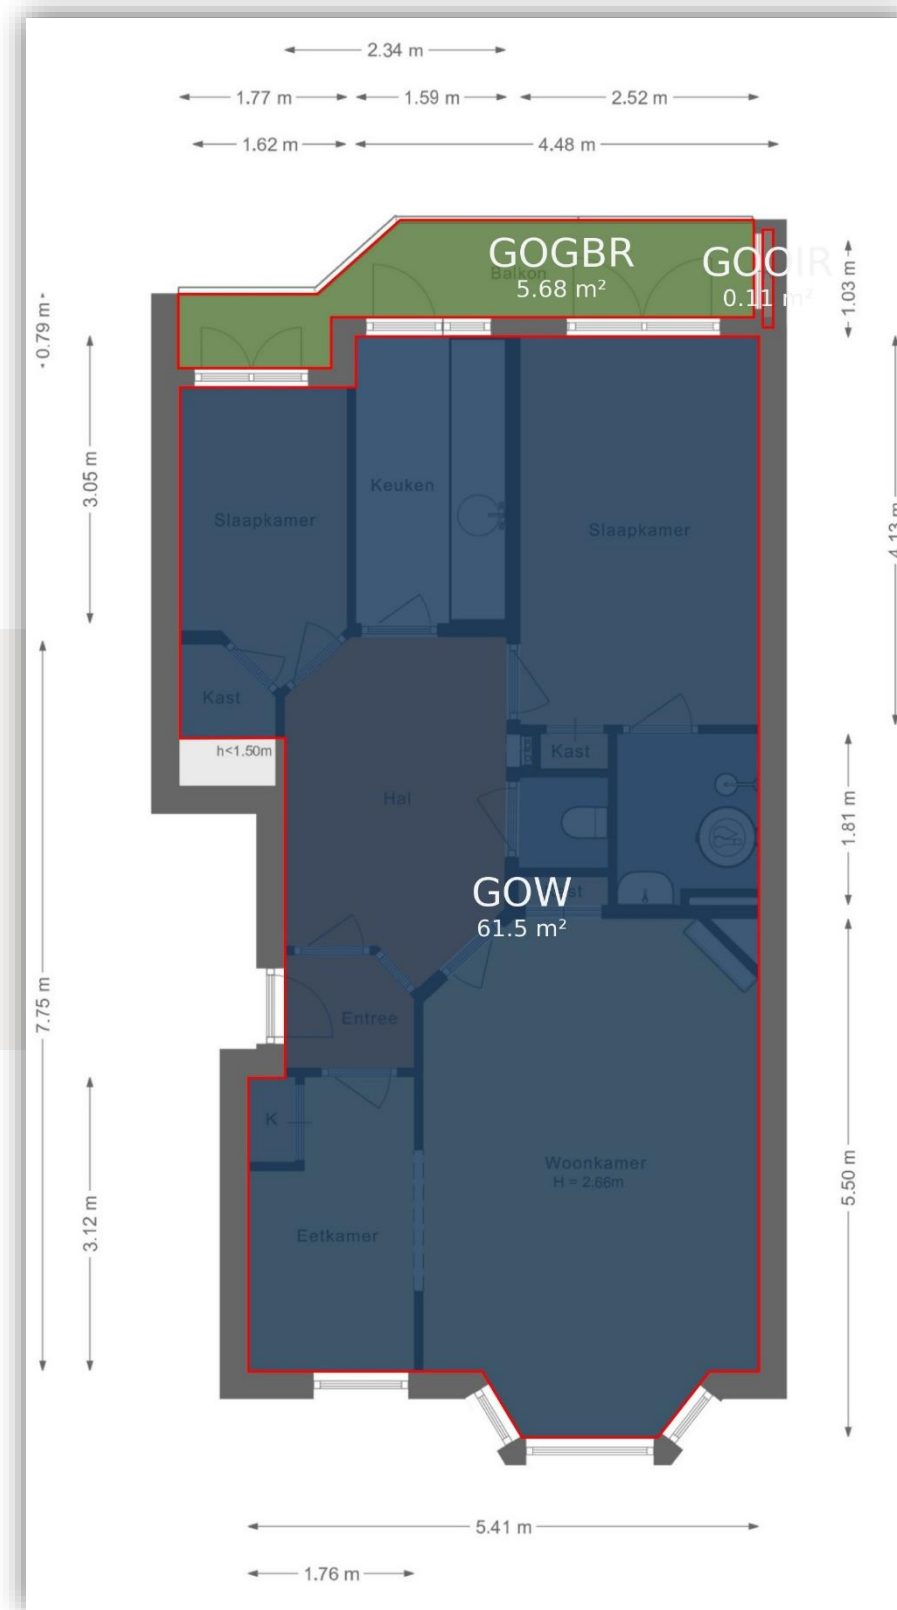 2.34 m
1.77 m
1.59 m
2.52 m
1.62 m
4.48 m
GOGBR
Balkon
5.68 m²
GOOIR
0.11 m²
1.03 m
0.79 m
3.05 m
4.13 m
Keuken
Slaapkamer
Slaapkamer
Kast
h<1.50m
Kast
Hal
1.81 m
GOW
61.5 m²
7.75 m
Entree
K
Woonkamer
H = 2.66m
5.50 m
3.12 m
Eetkamer
5.41 m
1.76 m